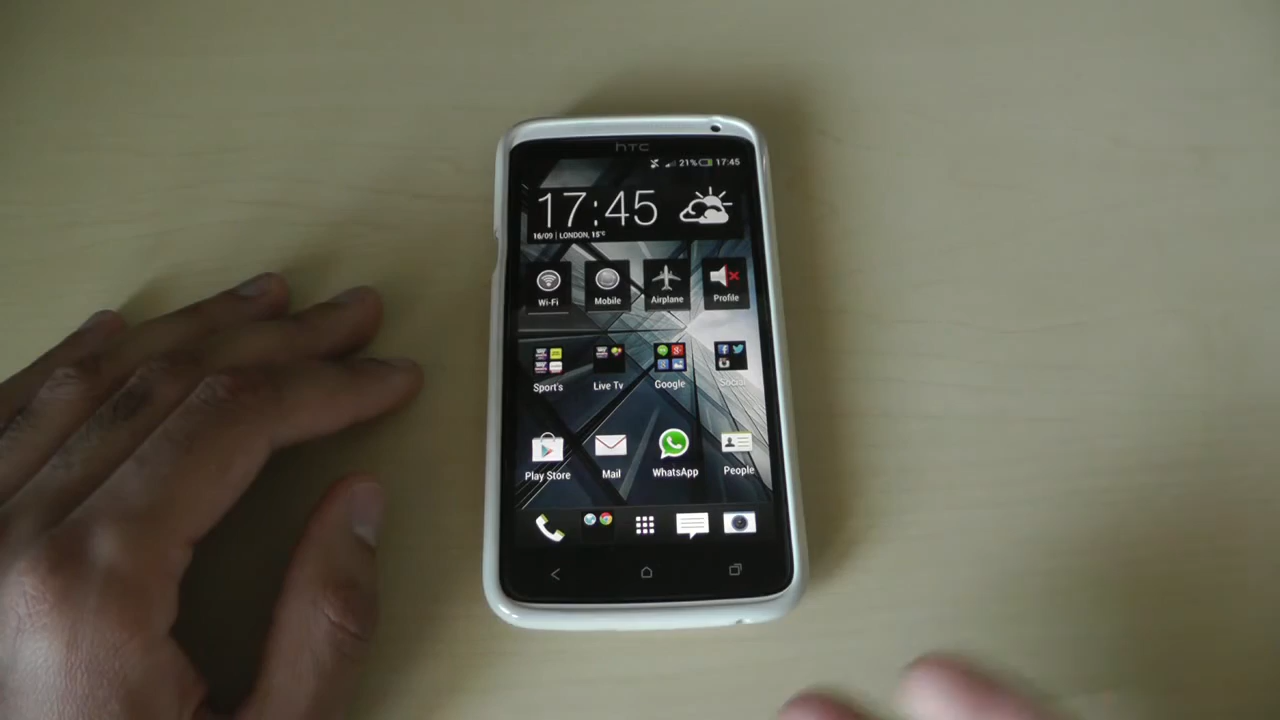 hTC
21% 17:45
17:45
16/09 | LONDON, 15°C
Wi-Fi Mobile Airplane Profile
Sport's Live Tv Google Social
Play Store Mail WhatsApp People